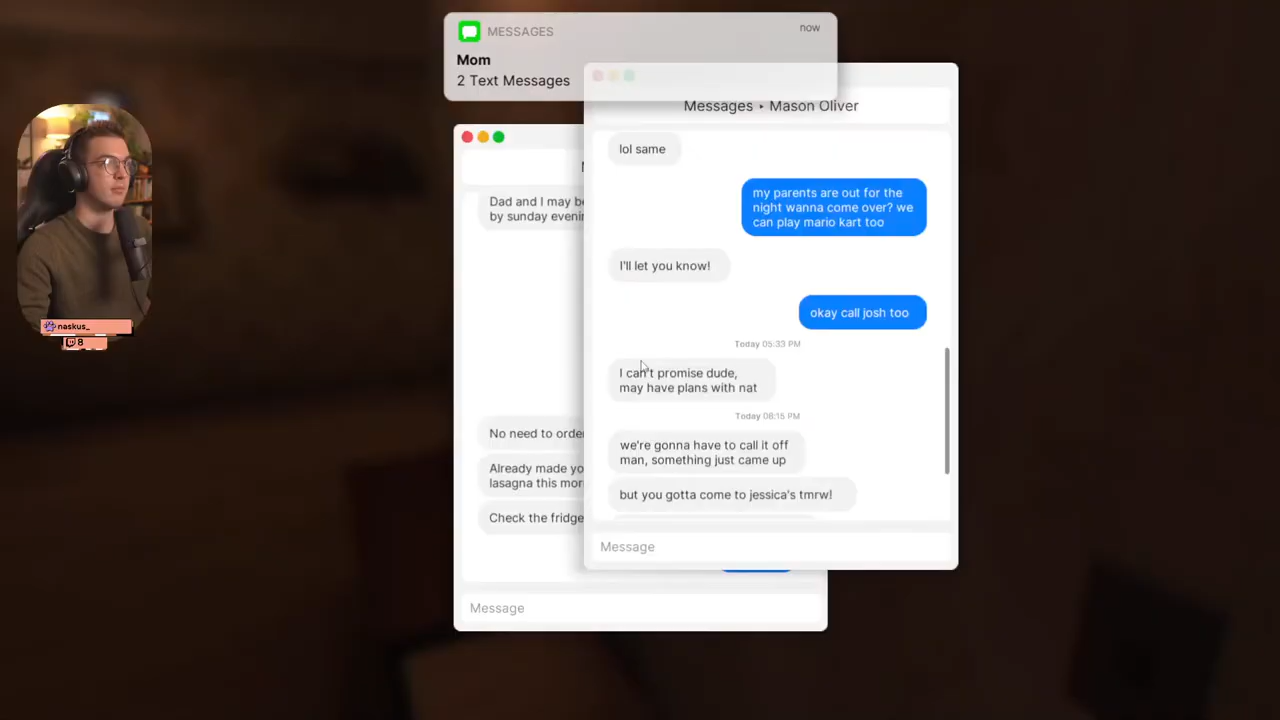 MESSAGES
now
Mom
2 Text Messages
Messages ‣ Mason Oliver
lol same
my parents are out for the
night wanna come over? we
can play mario kart too
I'll let you know!
okay call josh too
Today 05:33 PM
I can't promise dude,
may have plans with nat
Today 08:15 PM
we're gonna have to call it off
man, something just came up
but you gotta come to jessica's tmrw!
Message
Dad and I may be
by sunday evenin
No need to orde
Already made yo
lasagna this mor
Check the fridge
Message
naskus_
8